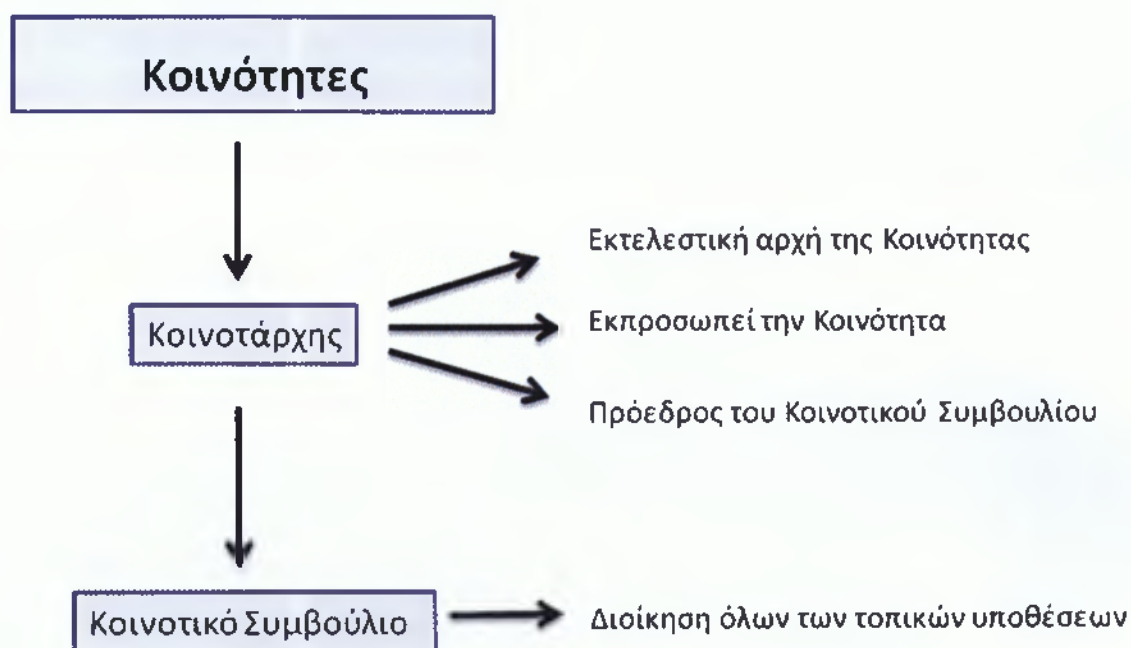 Κοινότητες
Εκτελεστική αρχή της Κοινότητας
Κοινοτάρχης
Εκπροσωπεί την Κοινότητα
Πρόεδρος του Κοινοτικού Συμβουλίου
Κοινοτικό Συμβούλιο
Διοίκηση όλων των τοπικών υποθέσεων